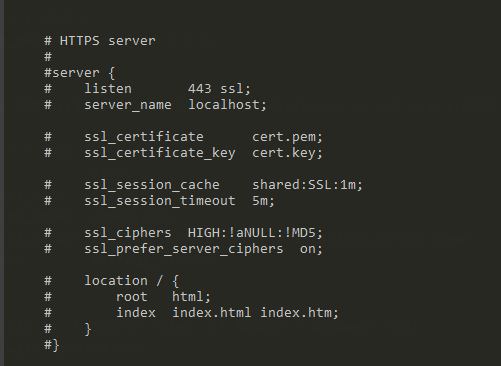 # HTTPS server
#
#server {
#    listen       443 ssl;
#    server_name  localhost;

#    ssl_certificate      cert.pem;
#    ssl_certificate_key  cert.key;

#    ssl_session_cache    shared:SSL:1m;
#    ssl_session_timeout  5m;

#    ssl_ciphers  HIGH:!aNULL:!MD5;
#    ssl_prefer_server_ciphers  on;

#    location / {
#        root   html;
#        index  index.html index.htm;
#    }
#}